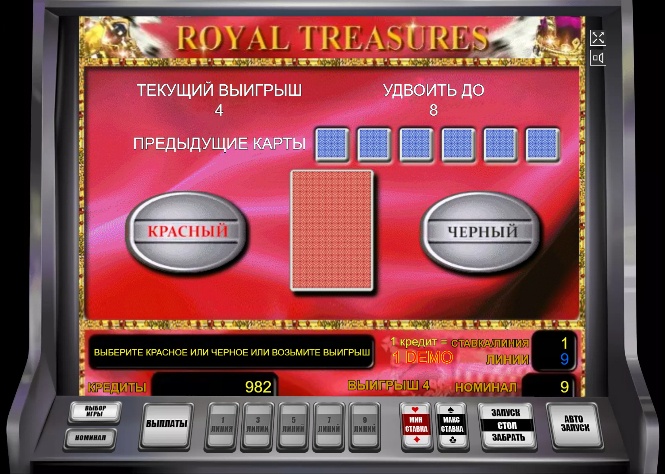 ROYAL TREASURES
ТЕКУЩИЙ ВЫИГРЫШ
4
УДВОИТЬ ДО
8
ПРЕДЫДУЩИЕ КАРТЫ
КРАСНЫЙ
ЧЕРНЫЙ
ВЫБЕРИТЕ КРАСНОЕ ИЛИ ЧЕРНОЕ ИЛИ ВОЗЬМИТЕ ВЫИГРЫШ
1 кредит = СТАВКА/ЛИНИЯ 1
1 DEMO ЛИНИИ 9
КРЕДИТЫ 982
ВЫИГРЫШ 4
НОМИНАЛ 9
ВЫБОР
ИГРЫ
НОМИНАЛ
ВЫПЛАТЫ
1
ЛИНИЯ
3
ЛИНИИ
5
ЛИНИЙ
7
ЛИНИЙ
9
ЛИНИЙ
МИН
СТАВКА
МАКС
СТАВКА
ЗАПУСК
СТОП
ЗАБРАТЬ
АВТО
ЗАПУСК